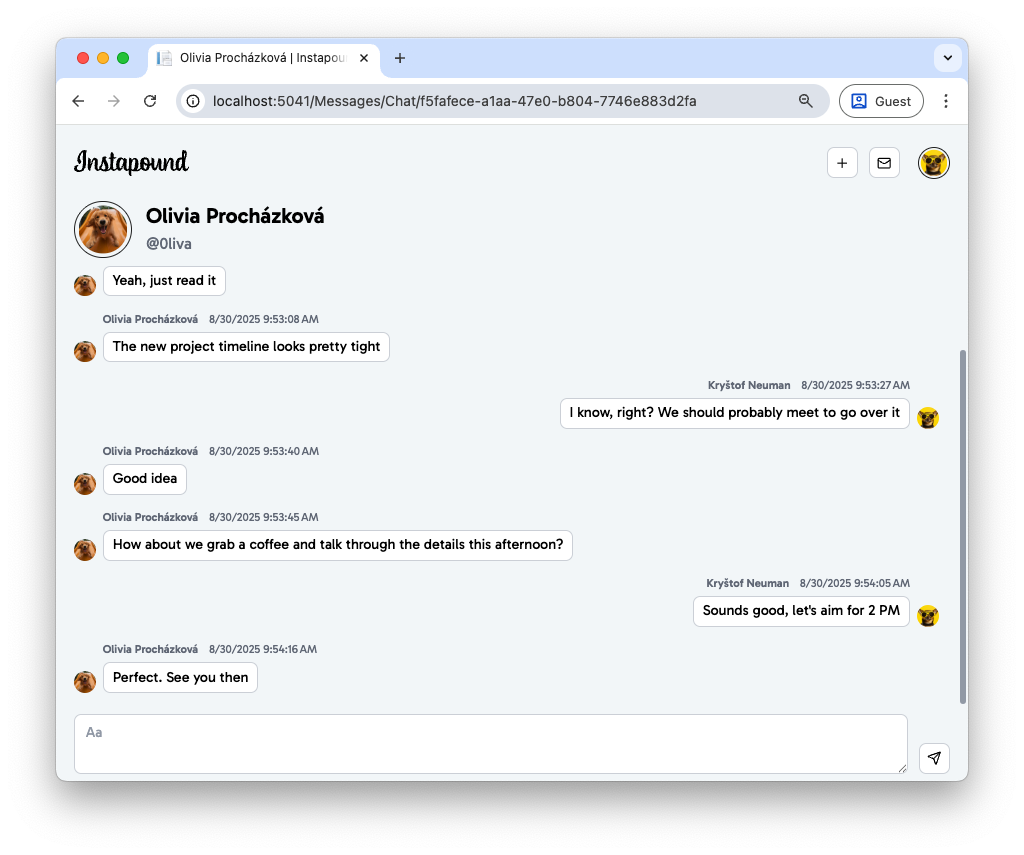 Olivia Procházková | Instapou
localhost:5041/Messages/Chat/f5fafece-a1aa-47e0-b804-7746e883d2fa
Guest
Instapound
Olivia Procházková
@0liva
Yeah, just read it
Olivia Procházková 8/30/2025 9:53:08 AM
The new project timeline looks pretty tight
Kryštof Neuman 8/30/2025 9:53:27 AM
I know, right? We should probably meet to go over it
Olivia Procházková 8/30/2025 9:53:40 AM
Good idea
Olivia Procházková 8/30/2025 9:53:45 AM
How about we grab a coffee and talk through the details this afternoon?
Kryštof Neuman 8/30/2025 9:54:05 AM
Sounds good, let's aim for 2 PM
Olivia Procházková 8/30/2025 9:54:16 AM
Perfect. See you then
Aa